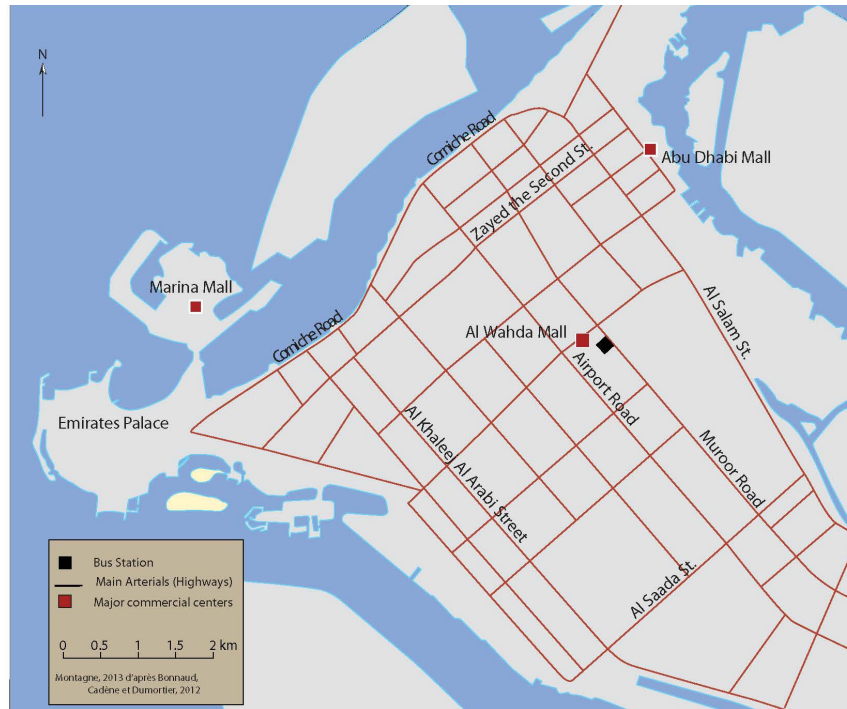 N
Corniche Road
Zayed the Second St.
Abu Dhabi Mall
Marina Mall
Corniche Road
Al Wahda Mall
Airport Road
Al Salam St.
Emirates Palace
Al Khaleej Al Arabi Street
Muroor Road
Al Saada St.
Bus Station
Main Arterials (Highways)
Major commercial centers
0 0.5 1 1.5 2 km
Montagne, 2013 d'après Bonnaud,
Cadène et Dumortier, 2012